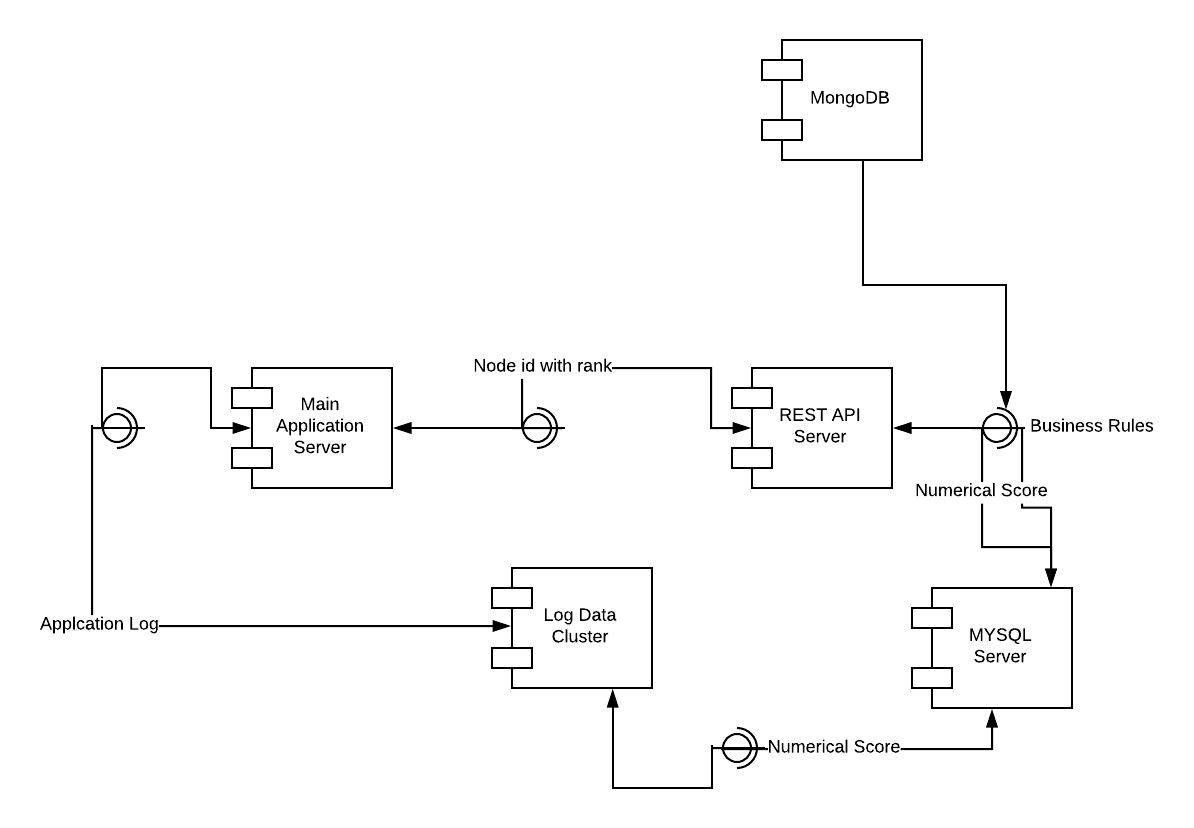 MongoDB
Node id with rank
Main
Application
Server
REST API
Server
Business Rules
Numerical Score
Applcation Log
Log Data
Cluster
MYSQL
Server
Numerical Score